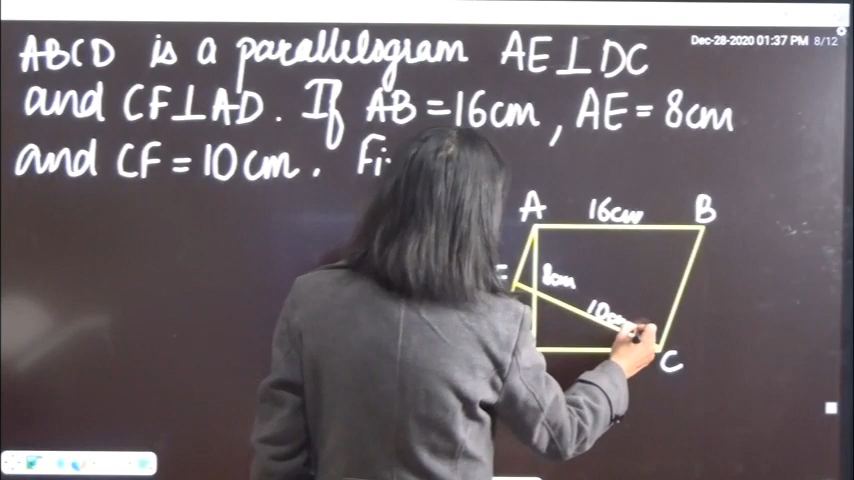 Dec-28-2020 01:37 PM 8/12
ABCD is a parallelogram AE⊥DC
and CF⊥AD. If AB=16cm, AE=8cm
and CF=10cm.
A 16cm B
8cm
10cm
C